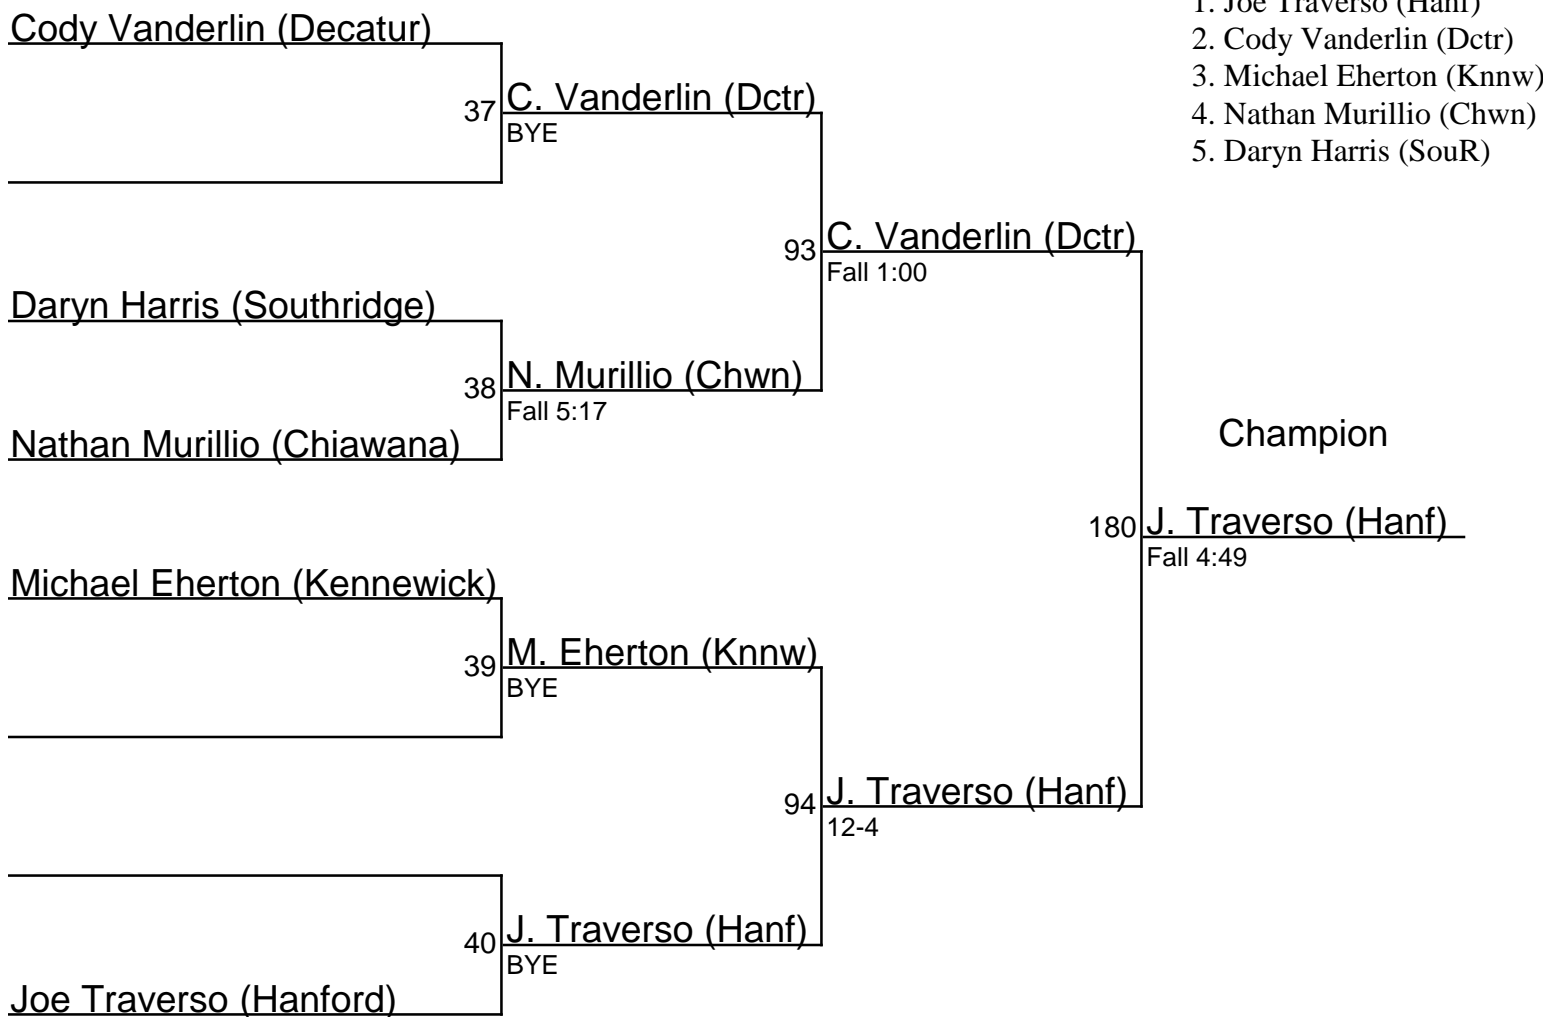 Cody Vanderlin (Decatur)
37
C. Vanderlin (Dctr)
BYE
Daryn Harris (Southridge)
38
N. Murillio (Chwn)
Fall 5:17
Nathan Murillio (Chiawana)
93
C. Vanderlin (Dctr)
Fall 1:00
Michael Eherton (Kennewick)
39
M. Eherton (Knnw)
BYE
40
J. Traverso (Hanf)
BYE
Joe Traverso (Hanford)
94
J. Traverso (Hanf)
12-4
Champion
180
J. Traverso (Hanf)
Fall 4:49
1. Joe Traverso (Hanf)
2. Cody Vanderlin (Dctr)
3. Michael Eherton (Knnw)
4. Nathan Murillio (Chwn)
5. Daryn Harris (SouR)